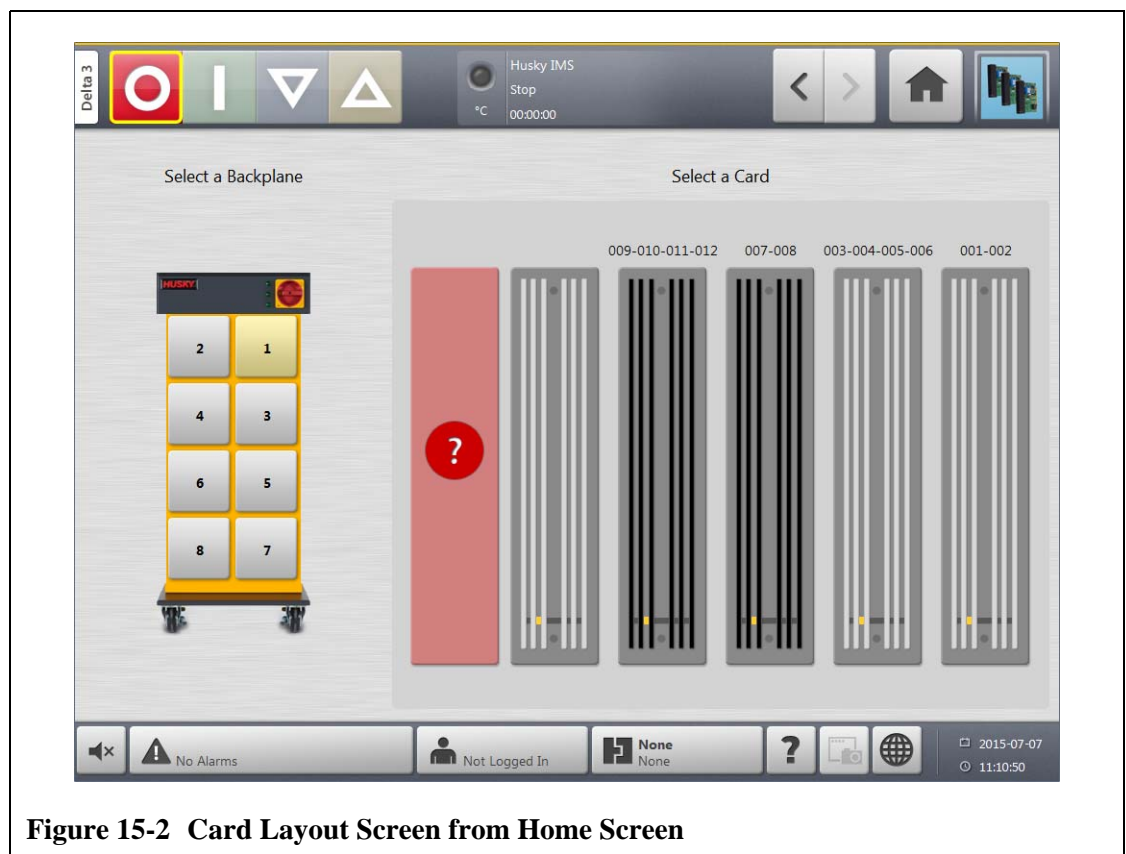 Delta 3
°C
Husky IMS
Stop
00:00:00
Select a Backplane
Select a Card
HUSKY
2
1
4
3
6
5
8
7
?
009-010-011-012
007-008
003-004-005-006
001-002
No Alarms
Not Logged In
None
None
?
2015-07-07
11:10:50
Figure 15-2 Card Layout Screen from Home Screen